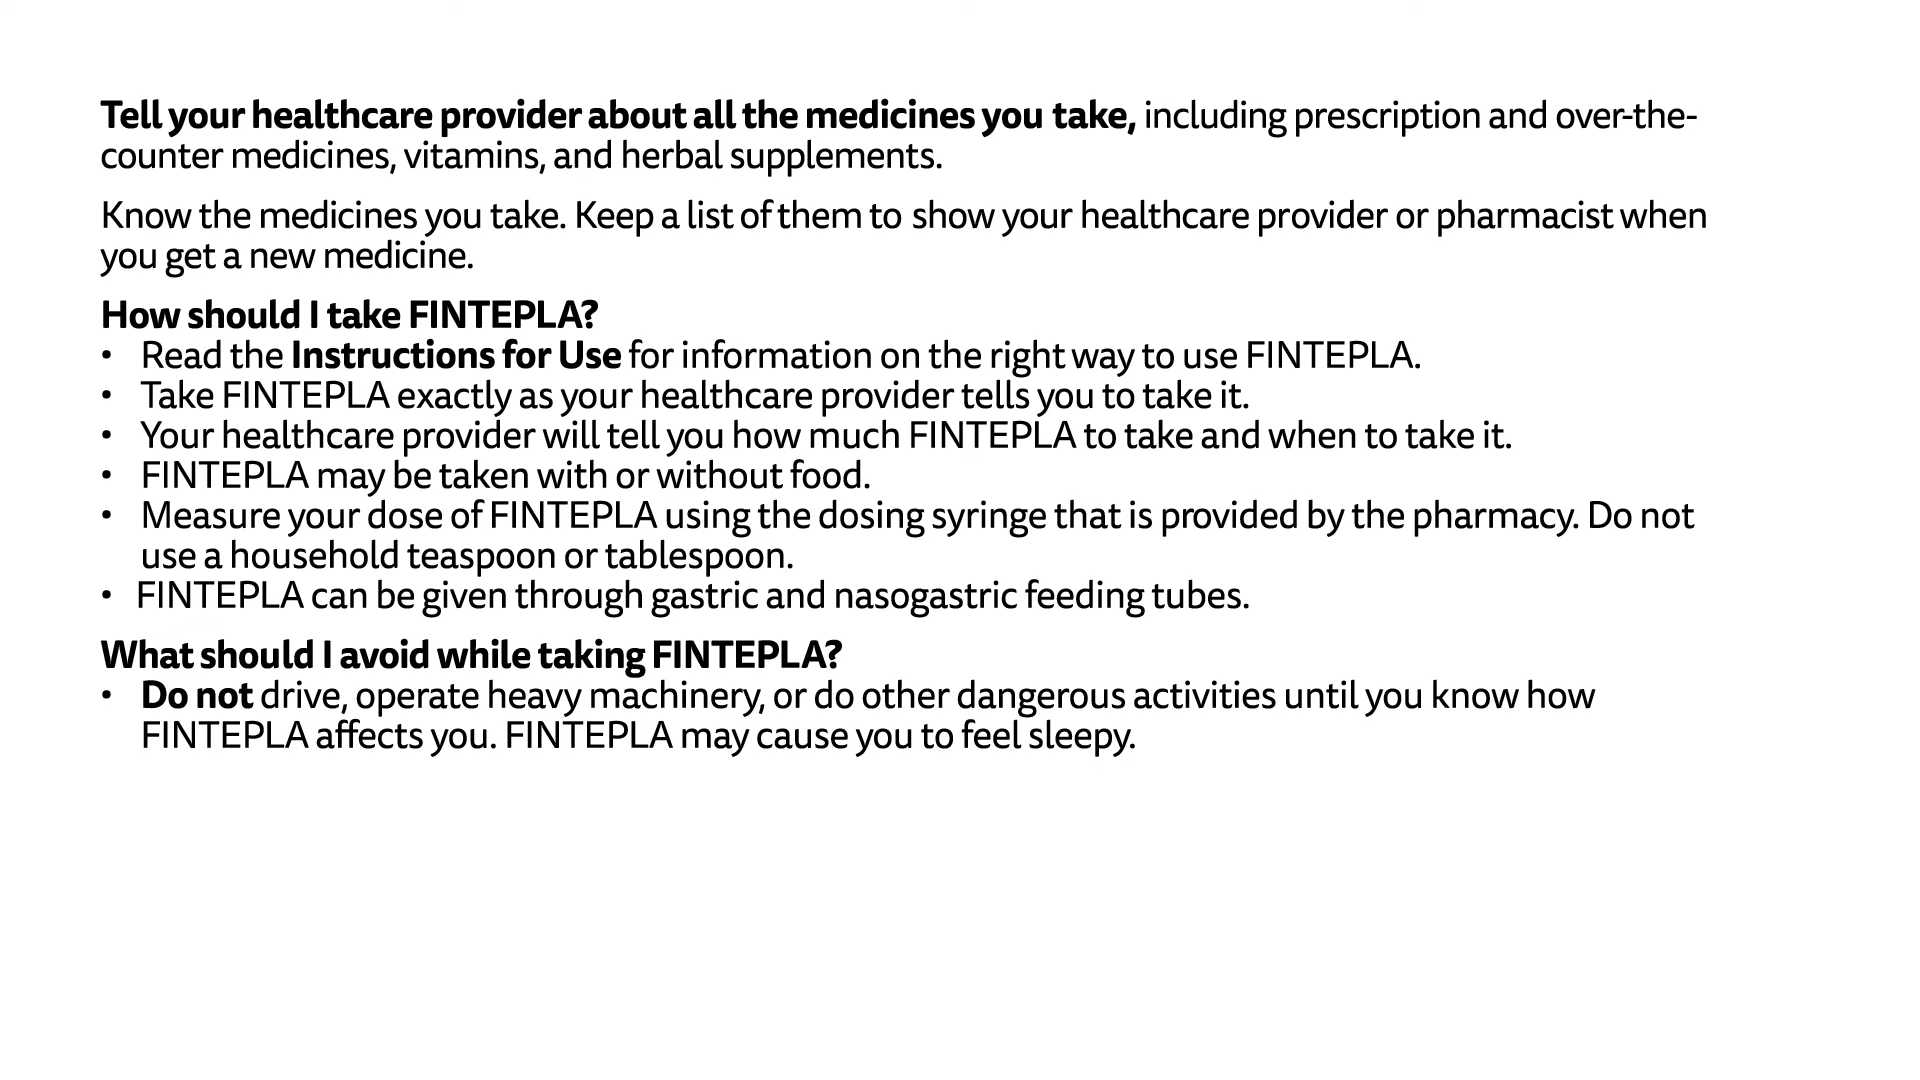 Tell your healthcare provider about all the medicines you take, including prescription and over-the-
counter medicines, vitamins, and herbal supplements.
Know the medicines you take. Keep a list of them to show your healthcare provider or pharmacist when
you get a new medicine.
How should I take FINTEPLA?
• Read the Instructions for Use for information on the right way to use FINTEPLA.
• Take FINTEPLA exactly as your healthcare provider tells you to take it.
• Your healthcare provider will tell you how much FINTEPLA to take and when to take it.
• FINTEPLA may be taken with or without food.
• Measure your dose of FINTEPLA using the dosing syringe that is provided by the pharmacy. Do not
use a household teaspoon or tablespoon.
• FINTEPLA can be given through gastric and nasogastric feeding tubes.
What should I avoid while taking FINTEPLA?
• Do not drive, operate heavy machinery, or do other dangerous activities until you know how
FINTEPLA affects you. FINTEPLA may cause you to feel sleepy.